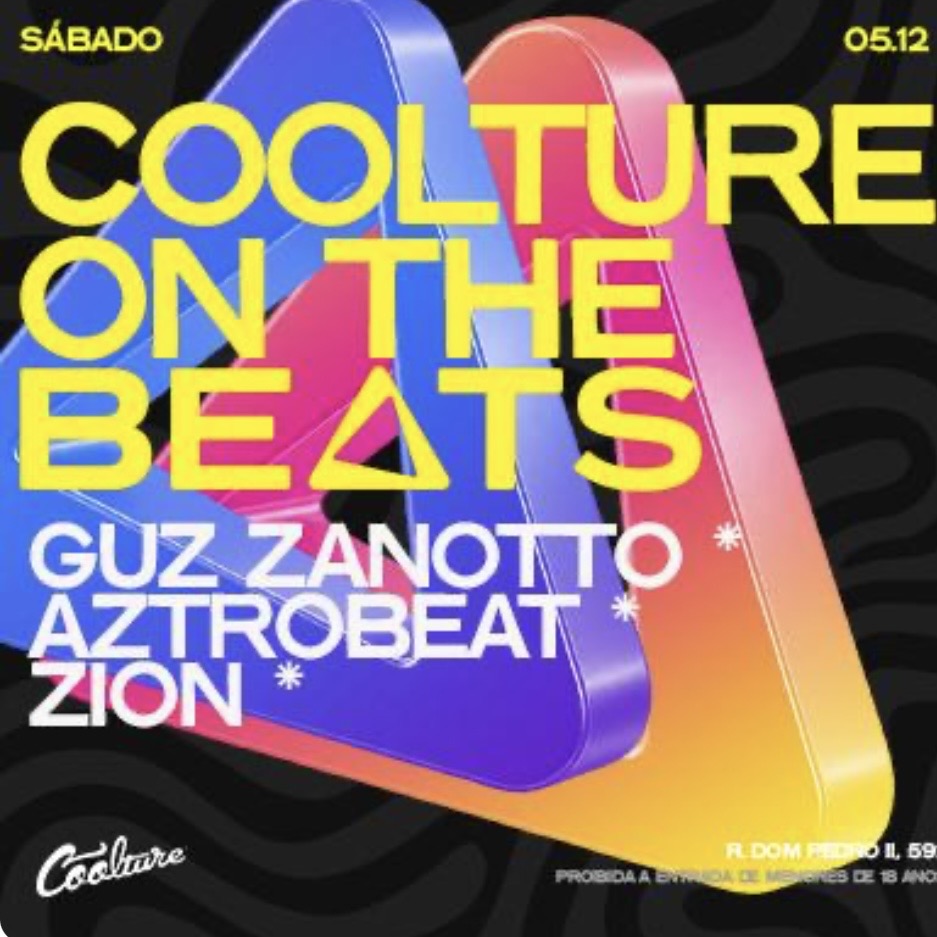 SÁBADO 05.12
COOLTURE
ON THE
BEATS
GUZ ZANOTTO *
AZTROBEAT *
ZION *
Coolture
R. DOM PEDRO II, 59
PROIBIDA A ENTRADA DE MENORES DE 18 ANOS